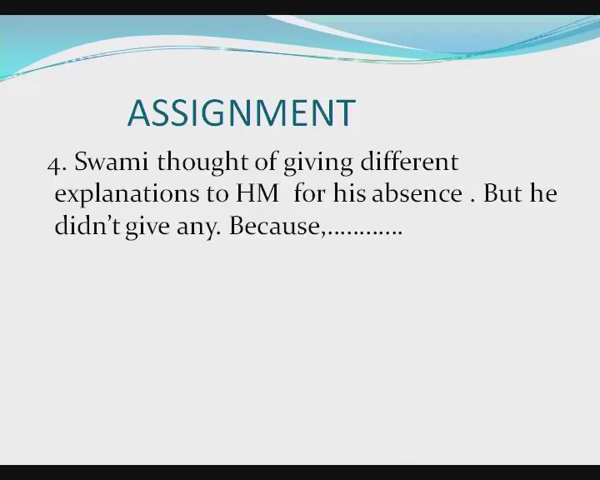 ASSIGNMENT
4. Swami thought of giving different
explanations to HM for his absence . But he
didn't give any. Because,............